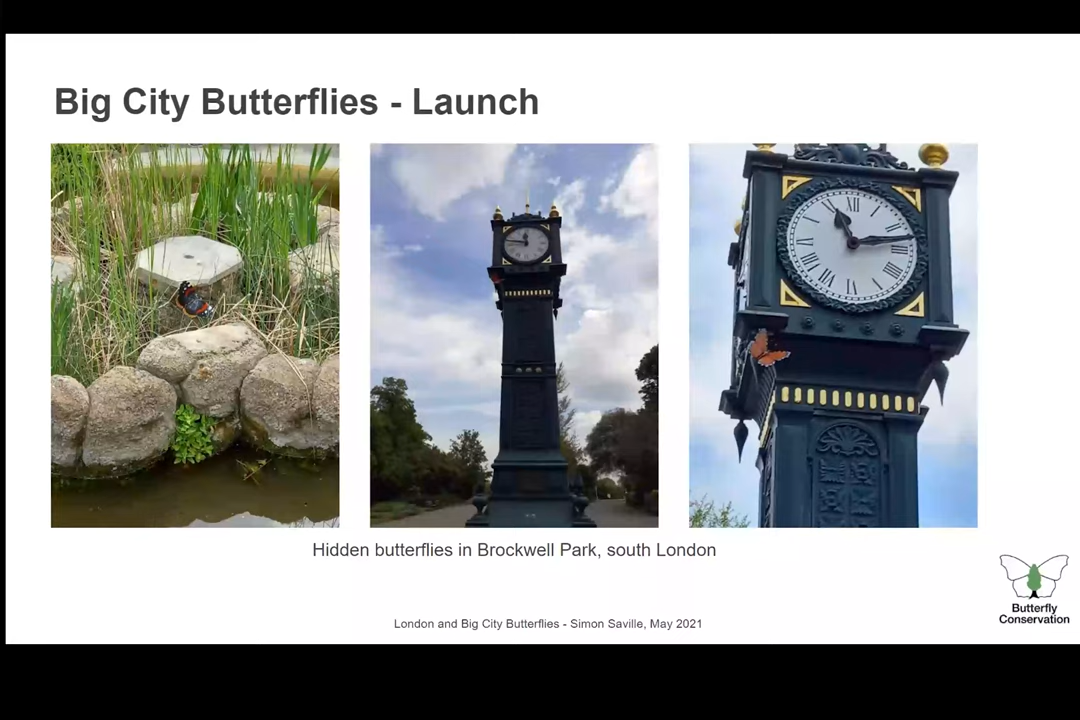 Big City Butterflies - Launch
Hidden butterflies in Brockwell Park, south London
London and Big City Butterflies - Simon Saville, May 2021
Butterfly
Conservation